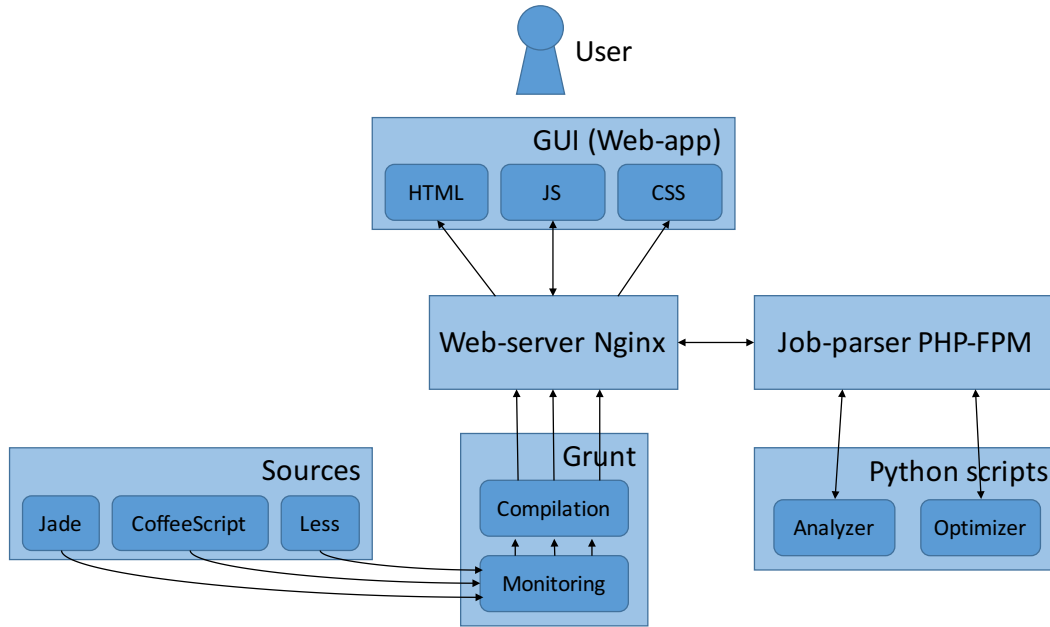 User
GUI (Web-app)
HTML
JS
CSS
Web-server Nginx
Job-parser PHP-FPM
Sources
Jade
CoffeeScript
Less
Grunt
Compilation
Monitoring
Python scripts
Analyzer
Optimizer